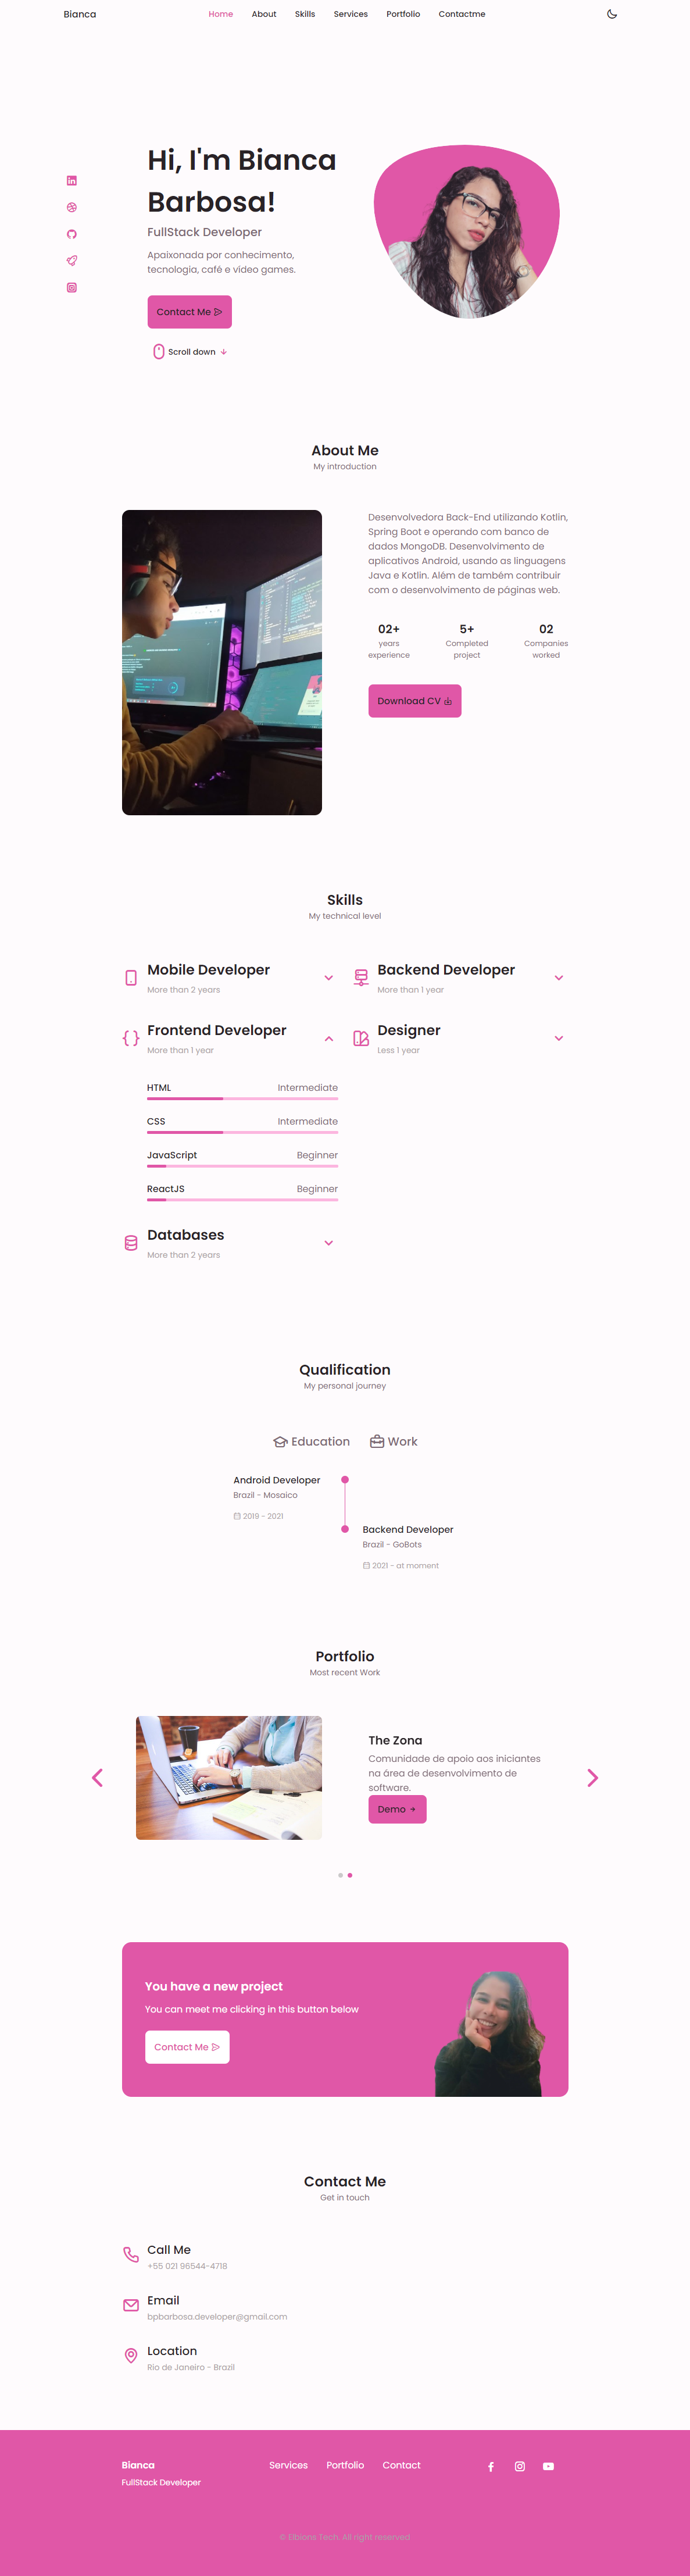 Bianca
Home About Skills Services Portfolio Contactme
Hi, I'm Bianca
Barbosa!
FullStack Developer
Apaixonada por conhecimento,
tecnologia, café e vídeo games.
Contact Me
Scroll down
About Me
My introduction
Desenvolvedora Back-End utilizando Kotlin,
Spring Boot e operando com banco de
dados MongoDB. Desenvolvimento de
aplicativos Android, usando as linguagens
Java e Kotlin. Além de também contribuir
com o desenvolvimento de páginas web.
02+ 5+ 02
years Completed Companies
experience project worked
Download CV
Skills
My technical level
Mobile Developer
More than 2 years
Backend Developer
More than 1 year
Frontend Developer
More than 1 year
Designer
Less 1 year
HTML Intermediate
CSS Intermediate
JavaScript Beginner
ReactJS Beginner
Databases
More than 2 years
Qualification
My personal journey
Education Work
Android Developer
Brazil - Mosaico
2019 - 2021
Backend Developer
Brazil - GoBots
2021 - at moment
Portfolio
Most recent Work
The Zona
Comunidade de apoio aos iniciantes
na área de desenvolvimento de
software.
Demo
You have a new project
You can meet me clicking in this button below
Contact Me
Contact Me
Get in touch
Call Me
+55 021 96544-4718
Email
bpbarbosa.developer@gmail.com
Location
Rio de Janeiro - Brazil
Bianca
FullStack Developer
Services Portfolio Contact
Tech. All right reserved